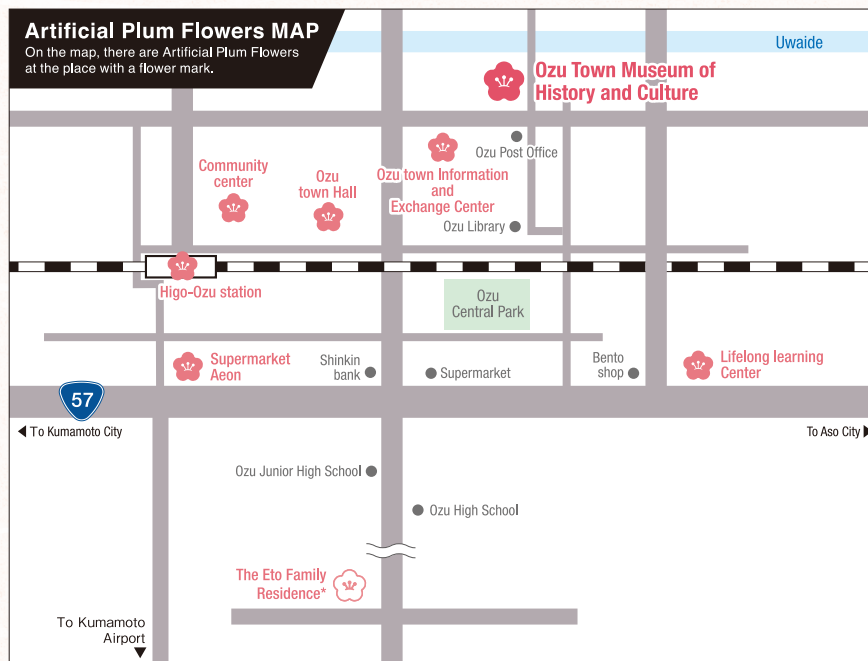 Artificial Plum Flowers MAP
On the map, there are Artificial Plum Flowers
at the place with a flower mark.
Uwaide
Ozu Town Museum of
History and Culture
Ozu Post Office
Community
center
Ozu
town Hall
Ozu town Information
and
Exchange Center
Ozu Library
Higo-Ozu station
Ozu
Central Park
Supermarket
Aeon
Shinkin
bank
Supermarket
Bento
shop
Lifelong learning
Center
57
To Kumamoto City
To Aso City
Ozu Junior High School
Ozu High School
The Eto Family
Residence*
To Kumamoto
Airport